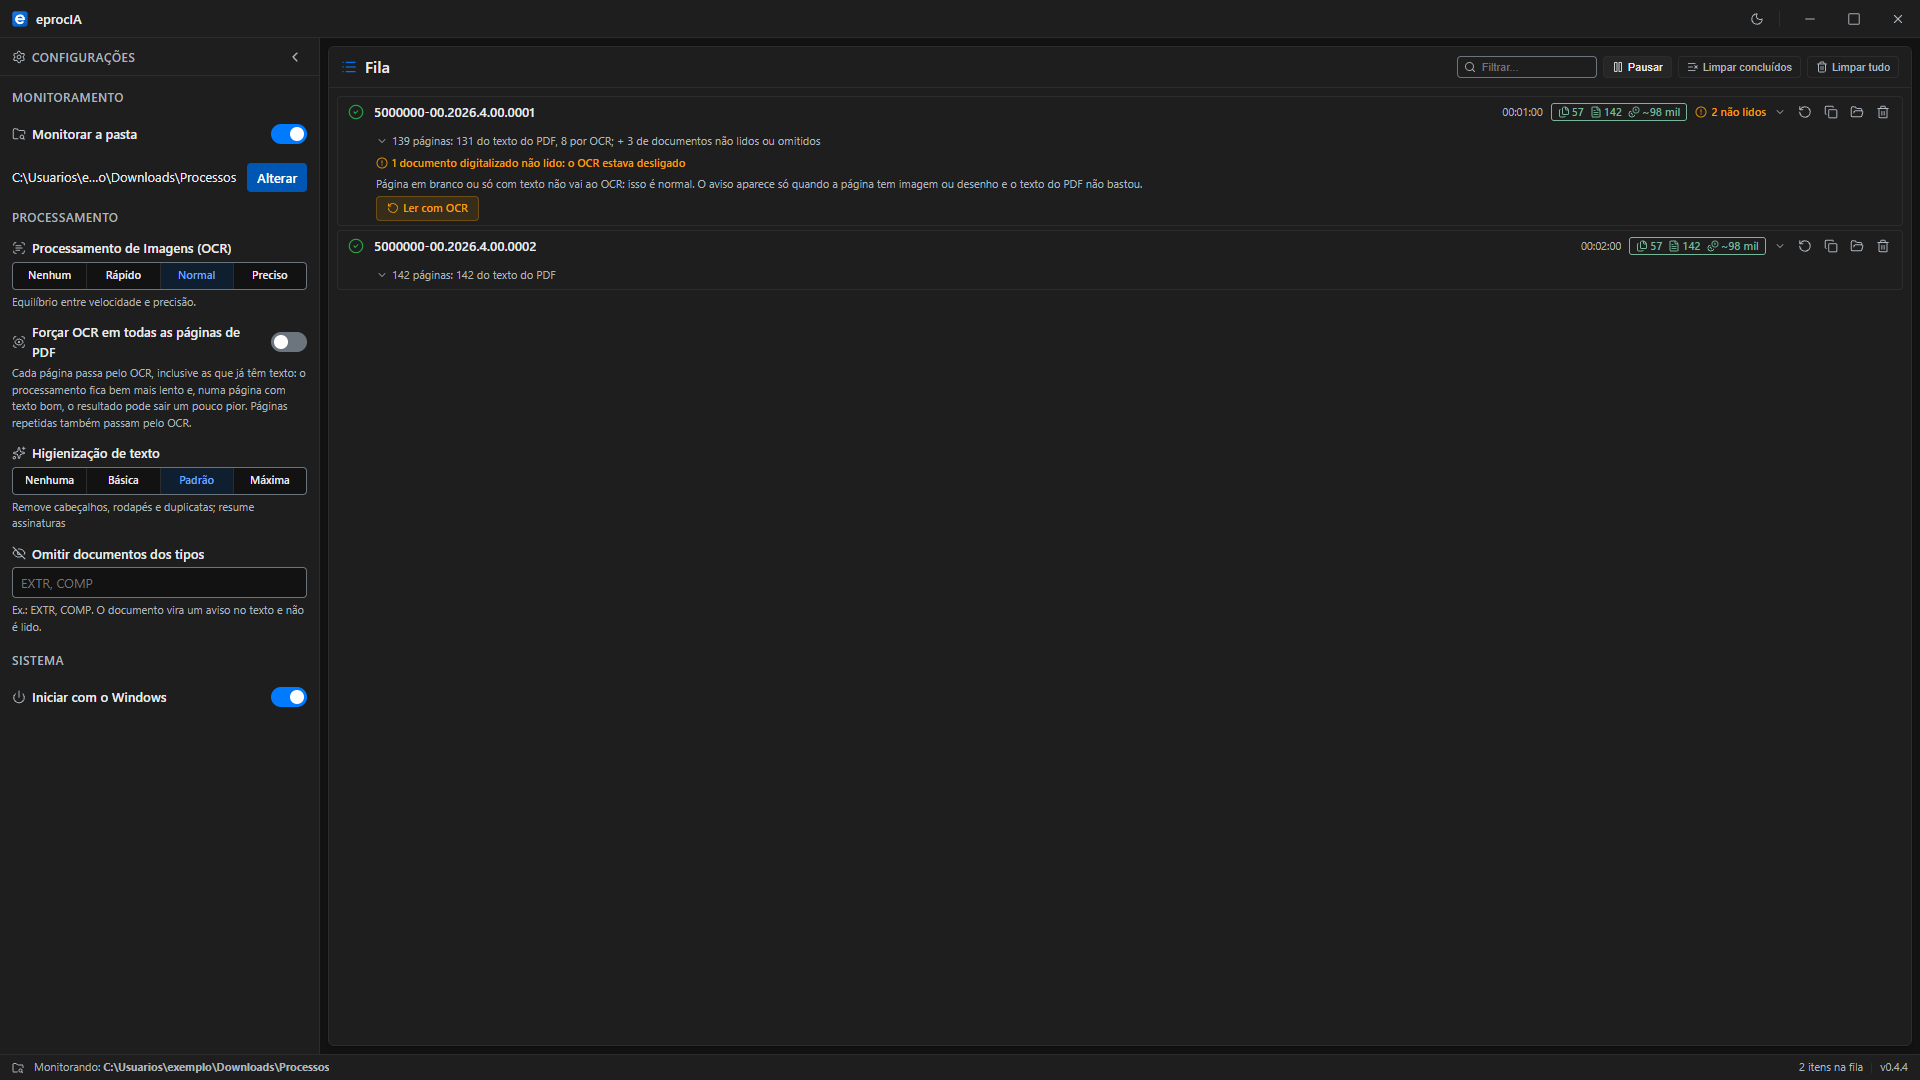 eprocIA
CONFIGURAÇÕES
MONITORAMENTO
Monitorar a pasta
C:\Usuarios\e...o\Downloads\Processos
Alterar
PROCESSAMENTO
Processamento de Imagens (OCR)
Nenhum Rápido Normal Preciso
Equilíbrio entre velocidade e precisão.
Forçar OCR em todas as páginas de
PDF
Cada página passa pelo OCR, inclusive as que já têm texto: o
processamento fica bem mais lento e, numa página com
texto bom, o resultado pode sair um pouco pior. Páginas
repetidas também passam pelo OCR.
Higienização de texto
Nenhuma Básica Padrão Máxima
Remove cabeçalhos, rodapés e duplicatas; resume
assinaturas
Omitir documentos dos tipos
EXTR, COMP
Ex.: EXTR, COMP. O documento vira um aviso no texto e não
é lido.
SISTEMA
Iniciar com o Windows
Fila
Filtrar...
Pausar
Limpar concluídos
Limpar tudo
5000000-00.2026.4.00.0001
00:01:00 57 142 ~98 mil 2 não lidos
139 páginas: 131 do texto do PDF, 8 por OCR; + 3 de documentos não lidos ou omitidos
1 documento digitalizado não lido: o OCR estava desligado
Página em branco ou só com texto não vai ao OCR: isso é normal. O aviso aparece só quando a página tem imagem ou desenho e o texto do PDF não bastou.
Ler com OCR
5000000-00.2026.4.00.0002
00:02:00 57 142 ~98 mil
142 páginas: 142 do texto do PDF
Monitorando: C:\Usuarios\exemplo\Downloads\Processos
2 itens na fila
v0.4.4